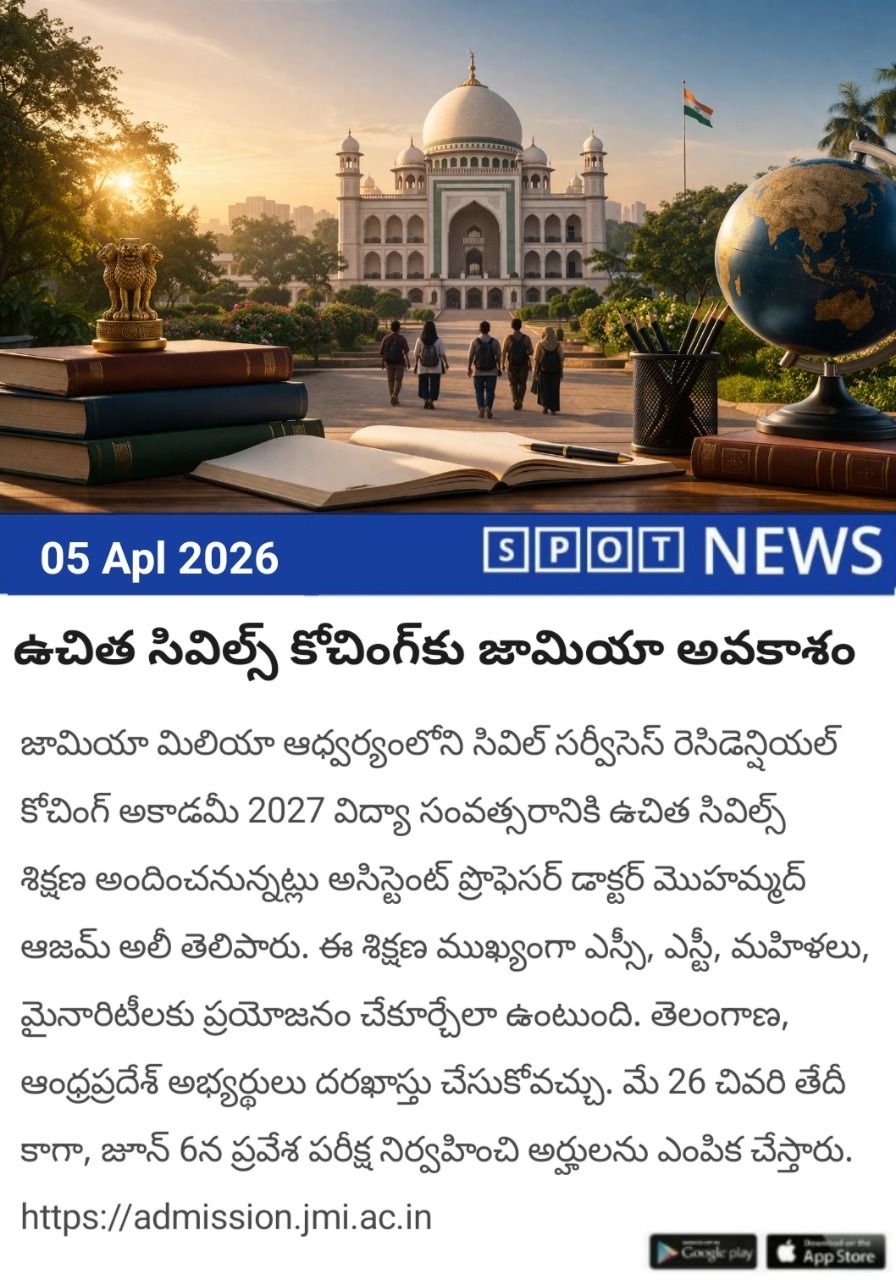 05 Apl 2026
SPOT NEWS
ఉచిత సివిల్స్ కోచింగ్‌కు జామియా అవకాశం
జామియా మిలియా ఆధ్వర్యంలోని సివిల్ సర్వీసెస్ రెసిడెన్షియల్
కోచింగ్ అకాడమీ 2027 విద్యా సంవత్సరానికి ఉచిత సివిల్స్
శిక్షణ అందించనున్నట్లు అసిస్టెంట్ ప్రొఫెసర్ డాక్టర్ మొహమ్మద్
ఆజమ్ అలీ తెలిపారు. ఈ శిక్షణ ముఖ్యంగా ఎస్సీ, ఎస్టీ, మహిళలు,
మైనారిటీలకు ప్రయోజనం చేకూర్చేలా ఉంటుంది. తెలంగాణ,
ఆంధ్రప్రదేశ్ అభ్యర్థులు దరఖాస్తు చేసుకోవచ్చు. మే 26 చివరి తేదీ
కాగా, జూన్ 6న ప్రవేశ పరీక్ష నిర్వహించి అర్హులను ఎంపిక చేస్తారు.
https://admission.jmi.ac.in
Google play
Download on the
App Store